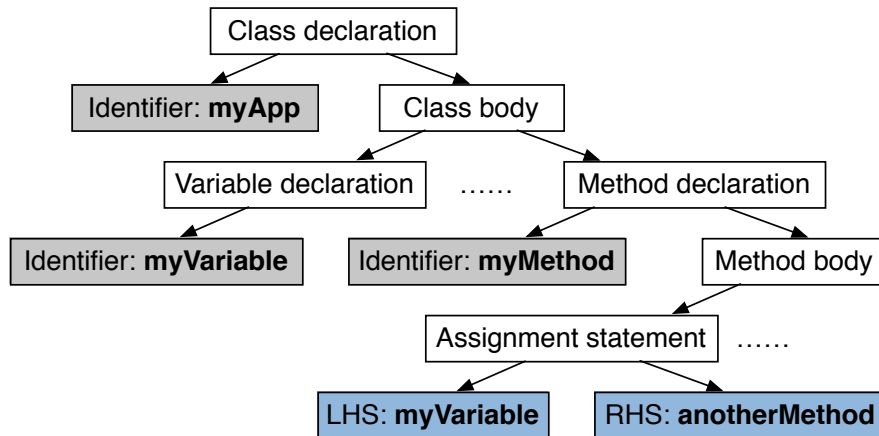 Class declaration
Identifier: myApp
Class body
Variable declaration
......
Method declaration
Identifier: myVariable
Identifier: myMethod
Method body
Assignment statement
......
LHS: myVariable
RHS: anotherMethod